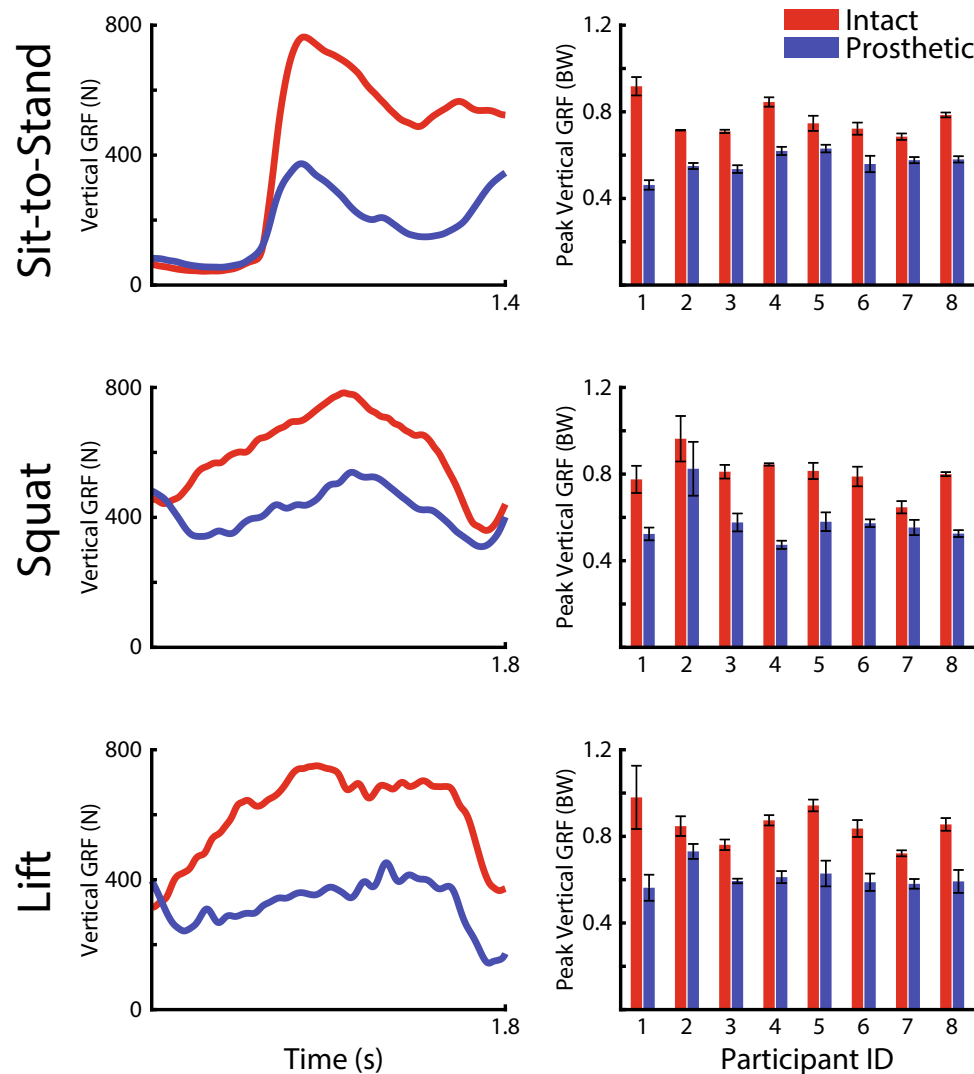 Intact
Prosthetic
Sit-to-Stand
Vertical GRF (N)
800
400
0
1.4
Peak Vertical GRF (BW)
1.2
0.8
0.4
1 2 3 4 5 6 7 8
Squat
Vertical GRF (N)
800
400
0
1.8
Peak Vertical GRF (BW)
1.2
0.8
0.4
1 2 3 4 5 6 7 8
Lift
Vertical GRF (N)
800
400
0
1.8
Time (s)
Peak Vertical GRF (BW)
1.2
0.8
0.4
1 2 3 4 5 6 7 8
Participant ID